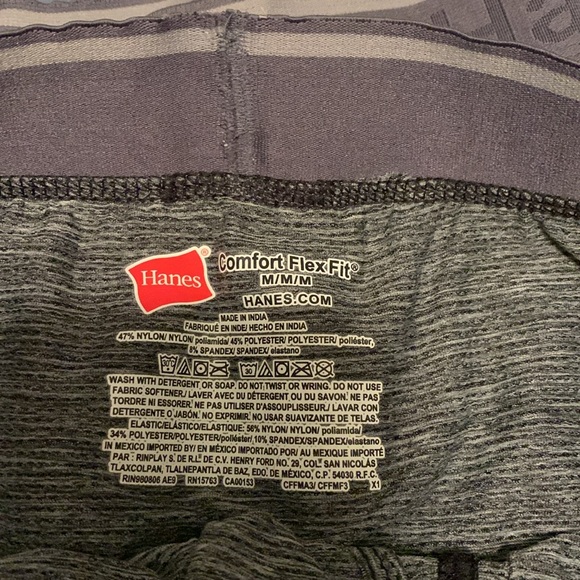 Ha
Hanes®
Comfort Flex Fit®
M/M/M
HANES.COM
MADE IN INDIA
FABRIQUÉ EN INDE/ HECHO EN INDIA
47% NYLON/ NYLON/ poliamida/ 45% POLYESTER/ POLYESTER/ poliéster,
8% SPANDEX/ SPANDEX/ elastano
WASH WITH DETERGENT OR SOAP. DO NOT TWIST OR WRING. DO NOT USE
FABRIC SOFTENER./ LAVER AVEC DU DÉTERGENT OU DU SAVON. NE PAS
TORDRE NI ESSORER. NE PAS UTILISER D'ASSOUPLISSEUR./ LAVAR CON
DETERGENTE O JABÓN. NO EXPRIMIR. NO USAR SUAVIZANTE DE TELAS.
ELASTIC/ÉLASTIQUE/ELASTIQUE: 56% NYLON/ NYLON/ poliamida/
34% POLYESTER/POLYESTER/poliéster/ 10% SPANDEX/SPANDEX/elastano
IN MEXICO IMPORTED BY/ EN MÉXICO IMPORTADO POR/ AU MEXIQUE IMPORTÉ
PAR : RINPLAY S. DE R.L. DE C.V. HENRY FORD NO. 29, COL. SAN NICOLÁS
TLAXCOLPAN, TLALNEPANTLA DE BAZ, EDO. DE MÉXICO, C.P. 54030 R.F.C.
RIN980806 AE9 RN15763 CA00153 CFFMA3/ CFFMF3 X1